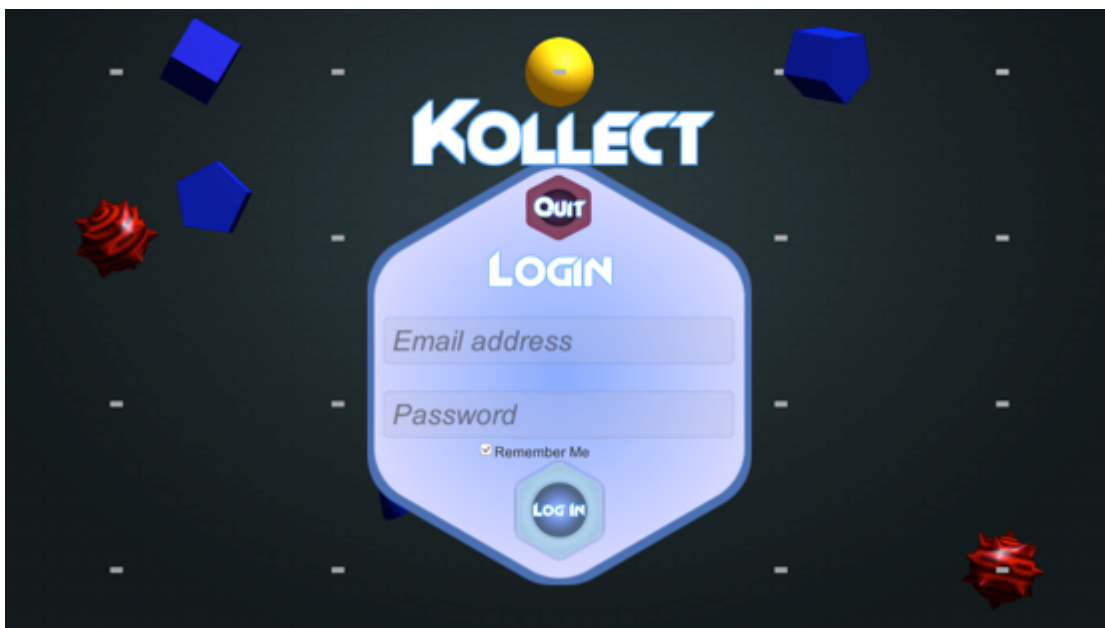 Kollect
Quit
Login
Email address
Password
Remember Me
Log In